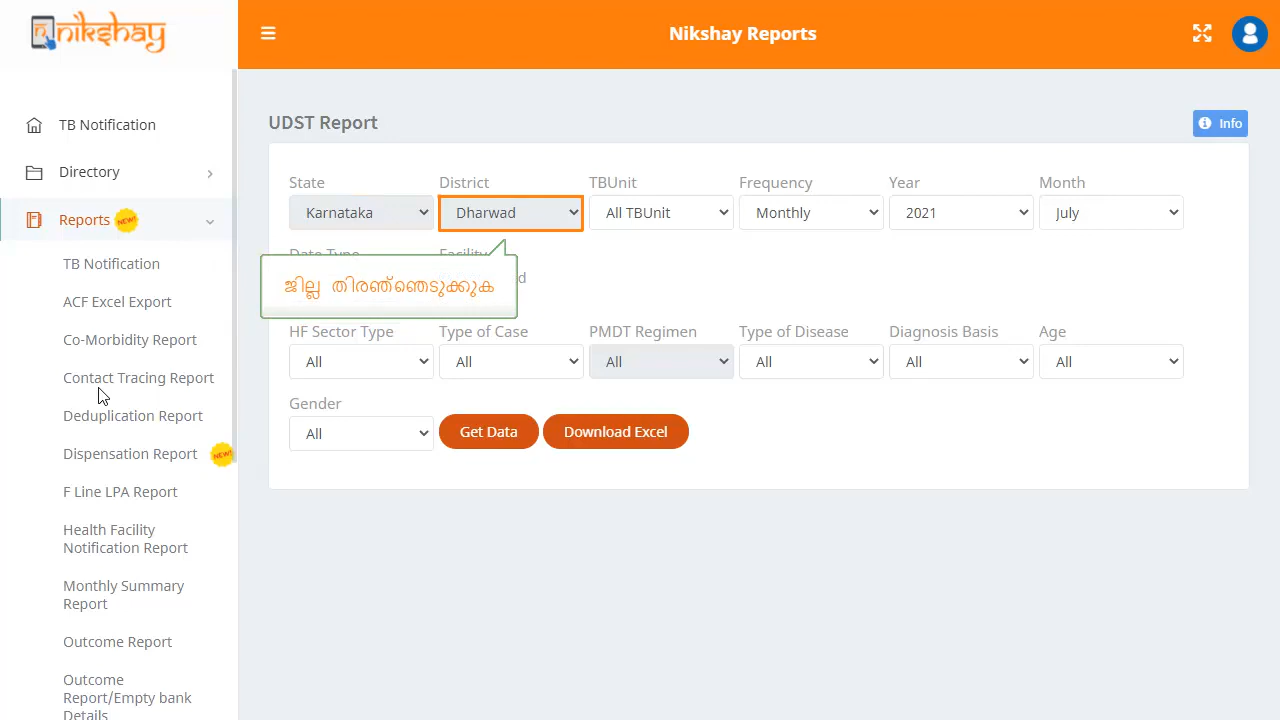 nikshay
Nikshay Reports
TB Notification
Directory
Reports NEW!
TB Notification
ACF Excel Export
Co-Morbidity Report
Contact Tracing Report
Deduplication Report
Dispensation Report NEW!
F Line LPA Report
Health Facility
Notification Report
Monthly Summary
Report
Outcome Report
Outcome
Report/Empty bank
Details
UDST Report
Info
State District TBUnit Frequency Year Month
Karnataka Dharwad All TBUnit Monthly 2021 July
Date Type Facility
ജില്ല തിരഞ്ഞെടുക്കുക
HF Sector Type Type of Case PMDT Regimen Type of Disease Diagnosis Basis Age
All All All All All All
Gender
All Get Data Download Excel